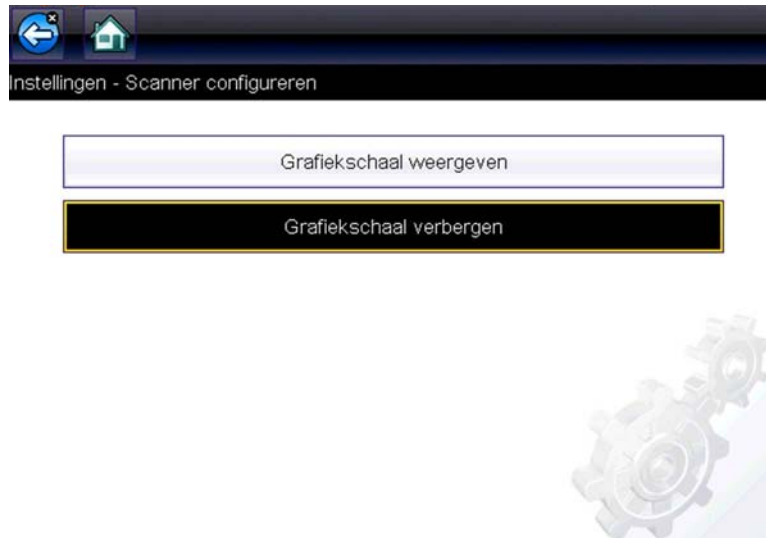 Instellingen - Scanner configureren
Grafiekschaal weergeven
Grafiekschaal verbergen